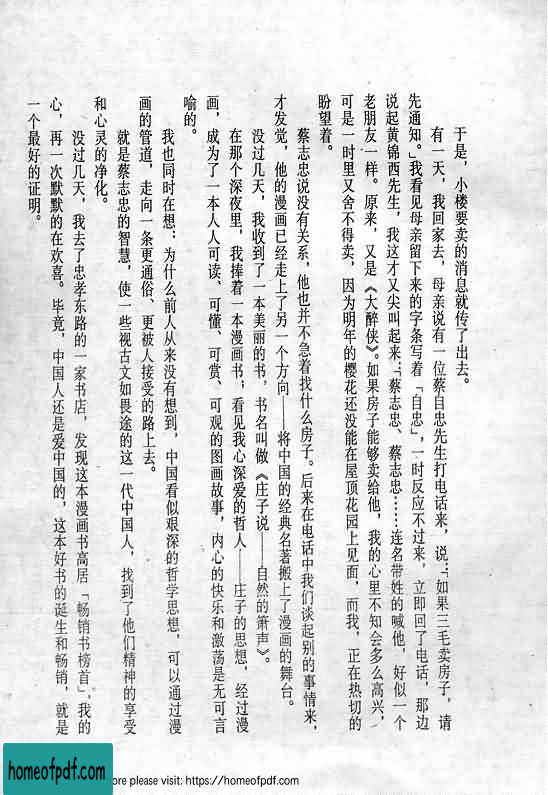 于是，小楼要卖的消息就传了出去。
有一天，我回家去，母亲说有一位蔡自忠先生打电话来，说：「如果三毛卖房子，请
先通知。」我看见母亲留下来的字条写着「自忠」，一时反应不过来，立即回了电话，那边
说起黄锦西先生，我这才又尖叫起来：蔡志忠、蔡志忠……连名带姓的喊他，好似一个
老朋友一样。原来，又是《大醉侠》。如果房子能够卖给他，我的心里不知会多么高兴，
可是一时里又舍不得卖，因为明年的樱花还没能在屋顶花园上见面，而我，正在热切的
盼望着。
蔡志忠说没有关系，他也并不急着找什么房子。后来在电话中我们谈起别的事情来，
才发觉，他的漫画已经走上了另一个方向——将中国的经典名著搬上了漫画的舞台。
没过几天，我收到了一本美丽的书，书名叫做《庄子说——自然的箫声》。
在那个深夜里，我捧着一本漫画书；看见我心深爱的哲人——庄子的思想，经过漫
画，成为了一本人人可读、可懂、可赏、可观的图画故事，内心的快乐和激荡是无可言
喻的。
我也同时在想：为什么前人从来没有想到，中国看似艰深的哲学思想，可以通过漫
画的管道，走向一条更通俗、更被人接受的路上去。
就是蔡志忠的智慧，使一些视古文如畏途的这一代中国人，找到了他们精神的享受
和心灵的净化。
没过几天，我去了忠孝东路的一家书店，发现这本漫画书高居「畅销书榜首」，我的
心，再一次默默的在欢喜。毕竟，中国人还是爱中国的，这本好书的诞生和畅销，就是
一个最好的证明。
homeofpdf.com
ore please visit: https://homeofpdf.com